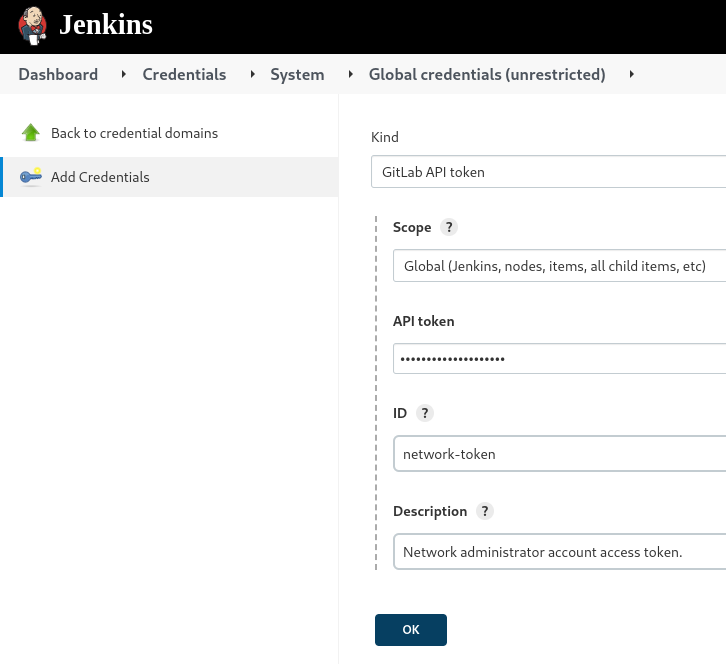 Jenkins
Dashboard Credentials System Global credentials (unrestricted)
Back to credential domains
Add Credentials
Kind
GitLab API token
Scope ?
Global (Jenkins, nodes, items, all child items, etc)
API token
••••••••••••••••••••
ID ?
network-token
Description ?
Network administrator account access token.
OK